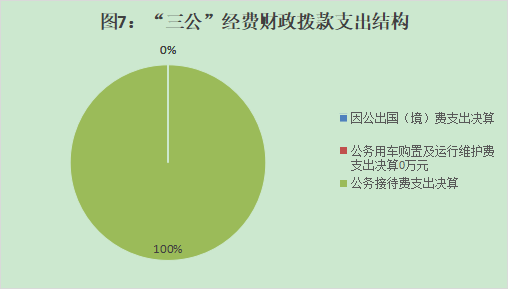 图7：“三公”经费财政拨款支出结构
0%
因公出国（境）费支出决算
公务用车购置及运行维护费
支出决算0万元
公务接待费支出决算
100%